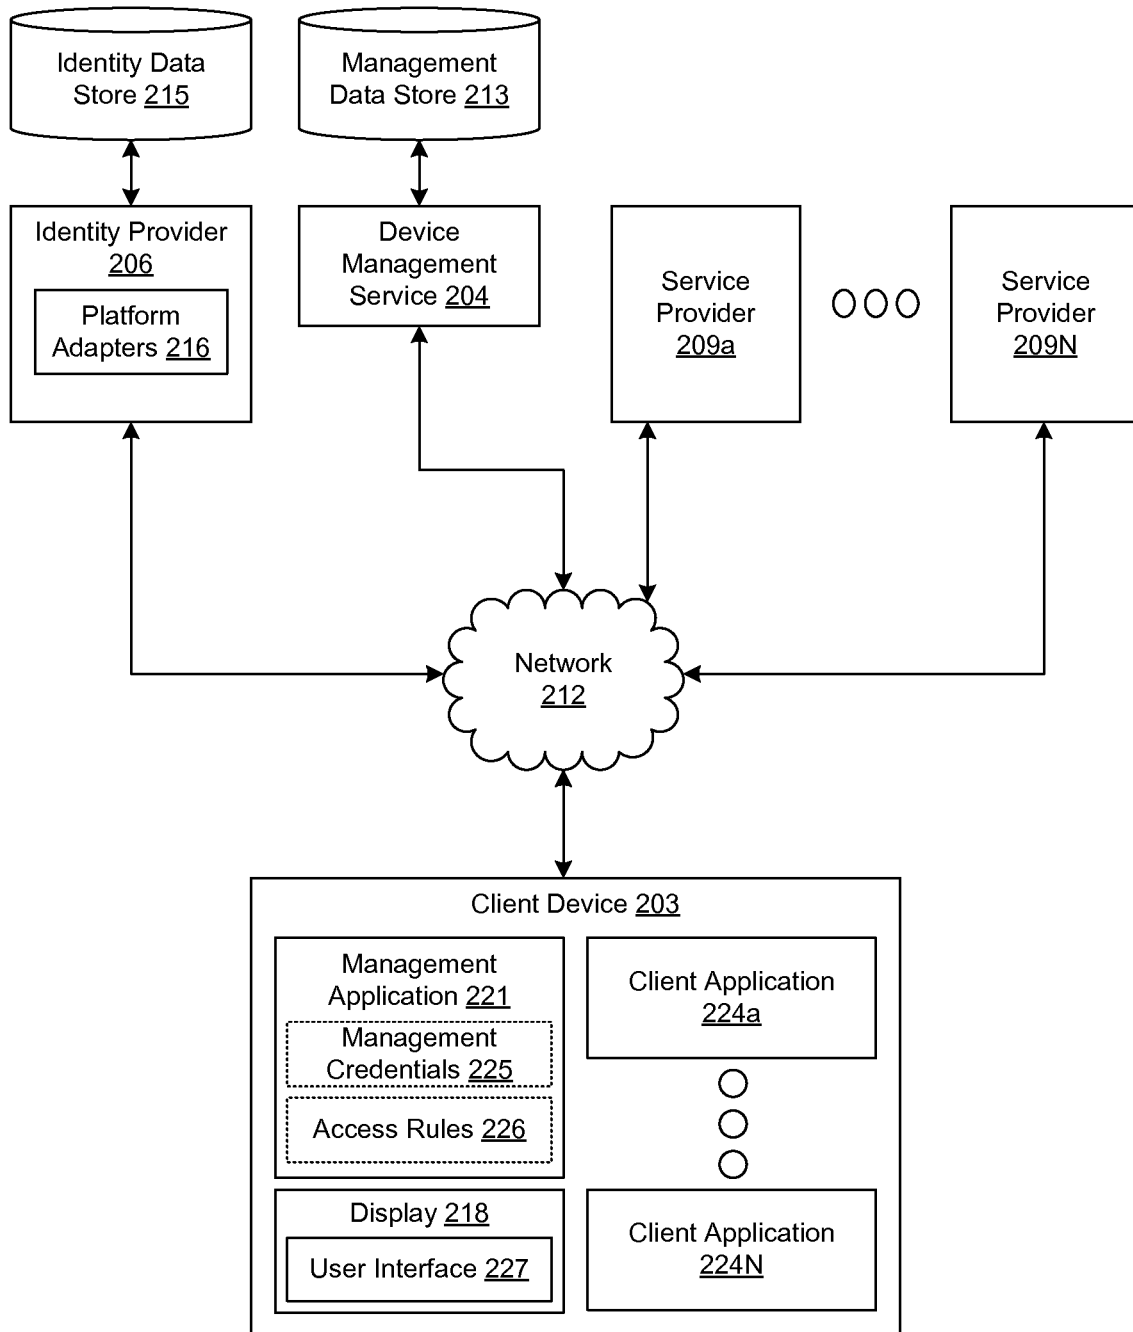 Identity Data
Store 215
Management
Data Store 213
Identity Provider
206
Platform
Adapters 216
Device
Management
Service 204
Service
Provider
209a
Service
Provider
209N
Network
212
Client Device 203
Management
Application 221
Management
Credentials 225
Access Rules 226
Display 218
User Interface 227
Client Application
224a
Client Application
224N